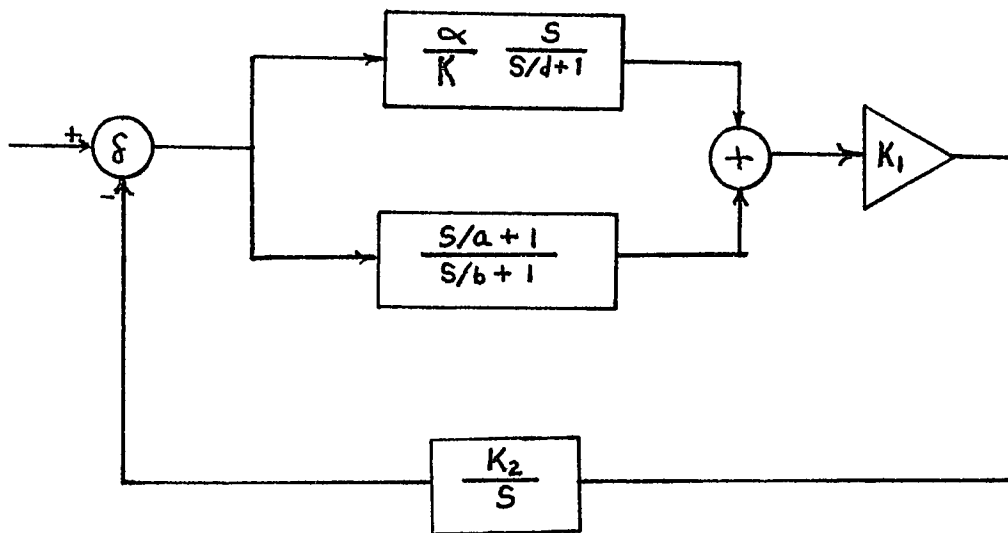 α/K S/(S/d+1)
+
δ
-
+
K₁
S/a + 1
S/b + 1
K₂
S